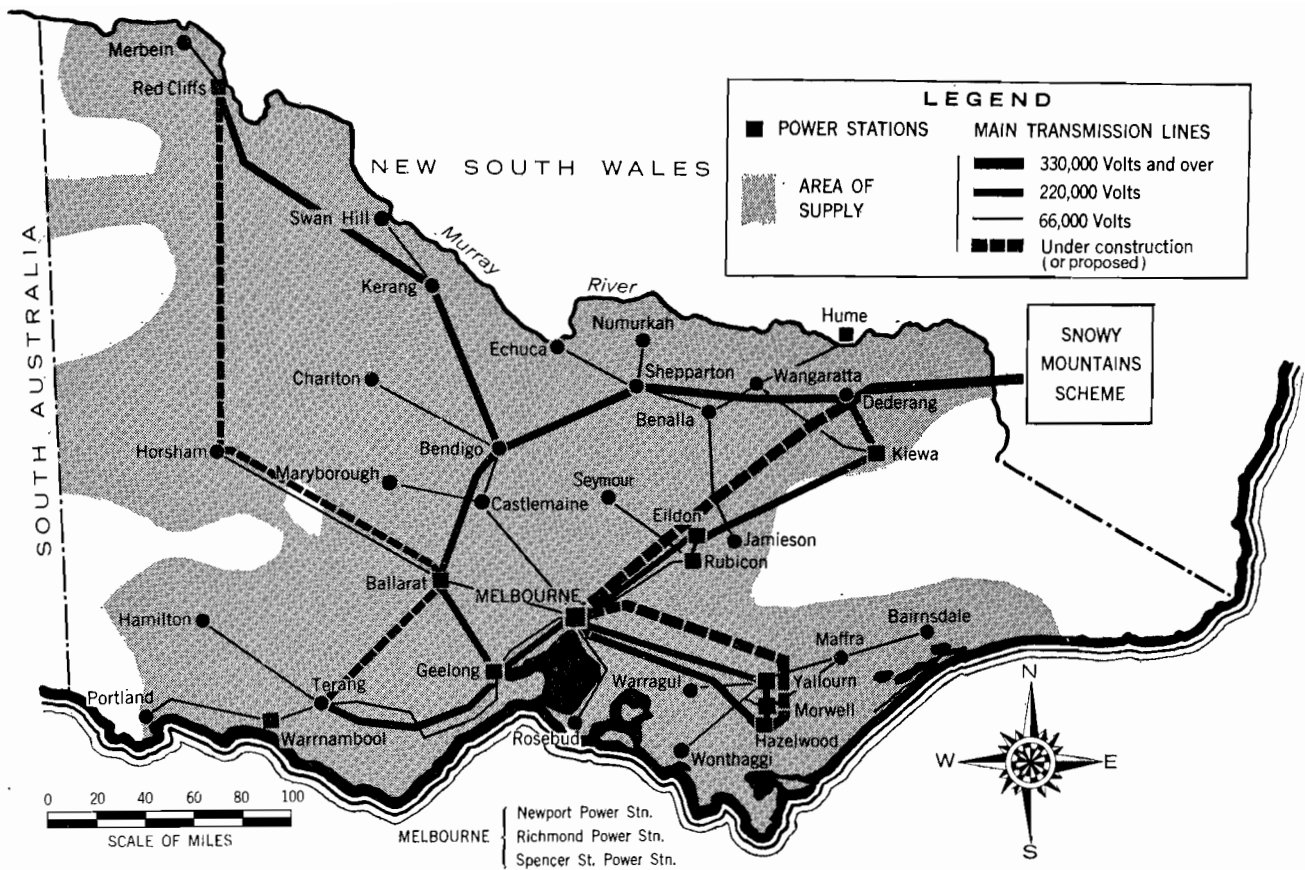 Merbein
Red Cliffs
LEGEND
POWER STATIONS
MAIN TRANSMISSION LINES
330,000 Volts and over
220,000 Volts
66,000 Volts
Under construction
(or proposed)
AREA OF
SUPPLY
NEW SOUTH WALES
SOUTH AUSTRALIA
Swan Hill
Murray
River
Kerang
Echuca
Numurkah
Hume
SNOWY
MOUNTAINS
SCHEME
Charlton
Shepparton
Wangaratta
Dederang
Benalla
Horsham
Bendigo
Kiewa
Maryborough
Castlemaine
Seymour
Eildon
Jamieson
Rubicon
Ballarat
MELBOURNE
Hamilton
Bairnsdale
Maffra
Geelong
Terang
Warragul
Yallourn
Portland
Morwell
Warrnambool
Rosebud
Hazelwood
Wonthaggi
N
W
E
S
0 20 40 60 80 100
SCALE OF MILES
MELBOURNE
Newport Power Stn.
Richmond Power Stn.
Spencer St. Power Stn.